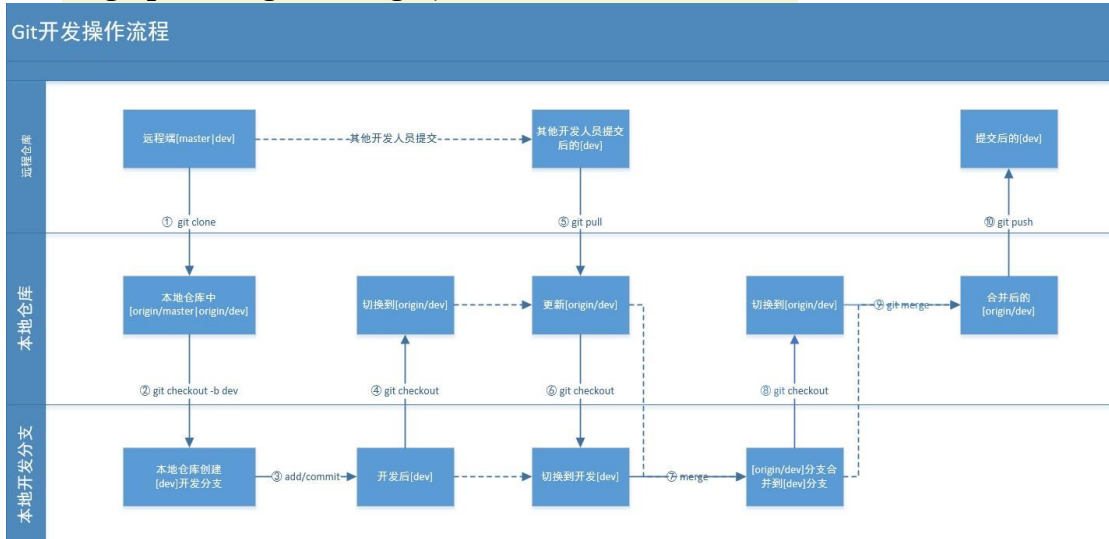 Git开发操作流程
远程仓库
远程端[master|dev]
其他开发人员提交
其他开发人员提交
后的[dev]
提交后的[dev]
① git clone
⑤ git pull
⑩ git push
本地仓库
本地仓库中
[origin/master|origin/dev]
切换到[origin/dev]
更新[origin/dev]
切换到[origin/dev]
⑨ git merge
合并后的
[origin/dev]
② git checkout -b dev
④ git checkout
⑥ git checkout
⑧ git checkout
本地开发分支
本地仓库创建
[dev]开发分支
③ add/commit
开发后[dev]
切换到开发[dev]
⑦ merge
[origin/dev]分支合
并到[dev]分支